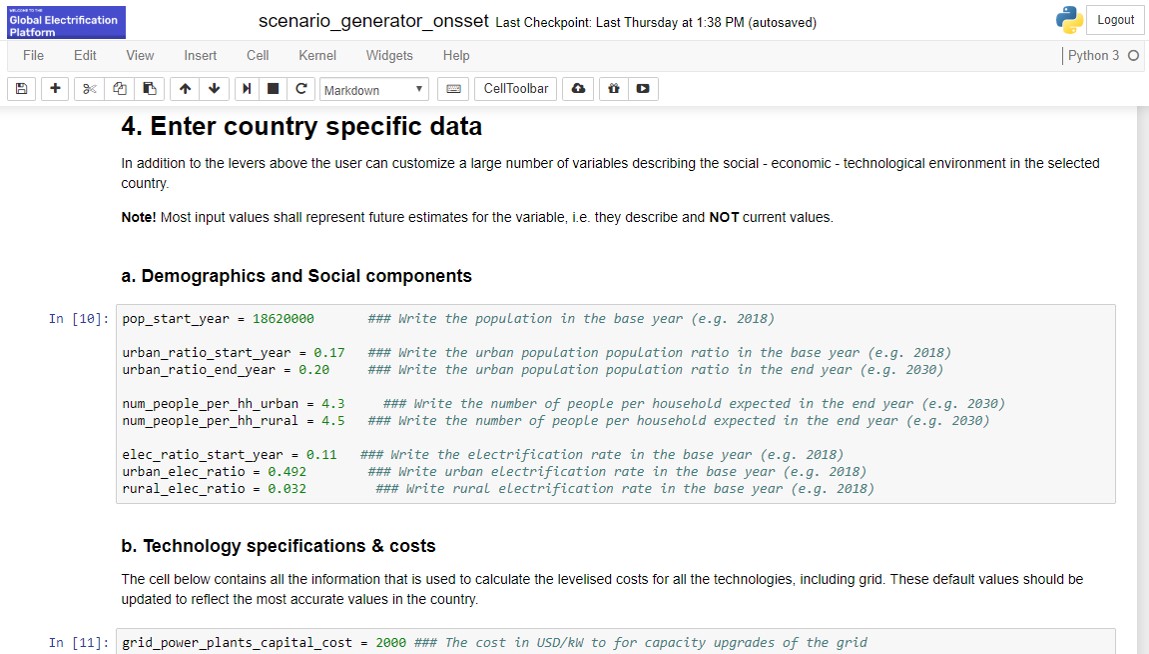 WELCOME TO THE
Global Electrification
Platform
scenario_generator_onsset Last Checkpoint: Last Thursday at 1:38 PM (autosaved)
Logout
File Edit View Insert Cell Kernel Widgets Help
Python 3
Markdown
CellToolbar
4. Enter country specific data
In addition to the levers above the user can customize a large number of variables describing the social - economic - technological environment in the selected
country.
Note! Most input values shall represent future estimates for the variable, i.e. they describe and NOT current values.
a. Demographics and Social components
In [10]: pop_start_year = 18620000 ### Write the population in the base year (e.g. 2018)
urban_ratio_start_year = 0.17 ### Write the urban population population ratio in the base year (e.g. 2018)
urban_ratio_end_year = 0.20 ### Write the urban population population ratio in the end year (e.g. 2030)
num_people_per_hh_urban = 4.3 ### Write the number of people per household expected in the end year (e.g. 2030)
num_people_per_hh_rural = 4.5 ### Write the number of people per household expected in the end year (e.g. 2030)
elec_ratio_start_year = 0.11 ### Write the electrification rate in the base year (e.g. 2018)
urban_elec_ratio = 0.492 ### Write urban electrification rate in the base year (e.g. 2018)
rural_elec_ratio = 0.032 ### Write rural electrification rate in the base year (e.g. 2018)
b. Technology specifications & costs
The cell below contains all the information that is used to calculate the levelised costs for all the technologies, including grid. These default values should be
updated to reflect the most accurate values in the country.
In [11]: grid_power_plants_capital_cost = 2000 ### The cost in USD/kW to for capacity upgrades of the grid